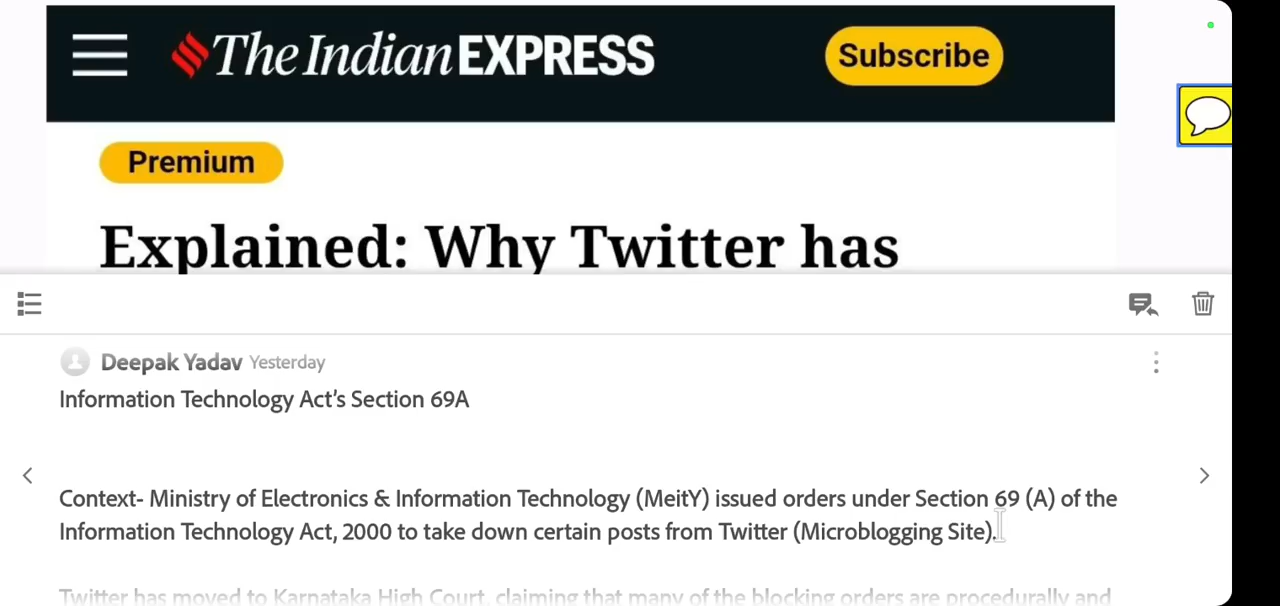 The Indian EXPRESS
Subscribe
Premium
Explained: Why Twitter has
Deepak Yadav Yesterday
Information Technology Act’s Section 69A
Context- Ministry of Electronics & Information Technology (MeitY) issued orders under Section 69 (A) of the
Information Technology Act, 2000 to take down certain posts from Twitter (Microblogging Site).
Twitter has moved to Karnataka High Court, claiming that many of the blocking orders are procedurally and